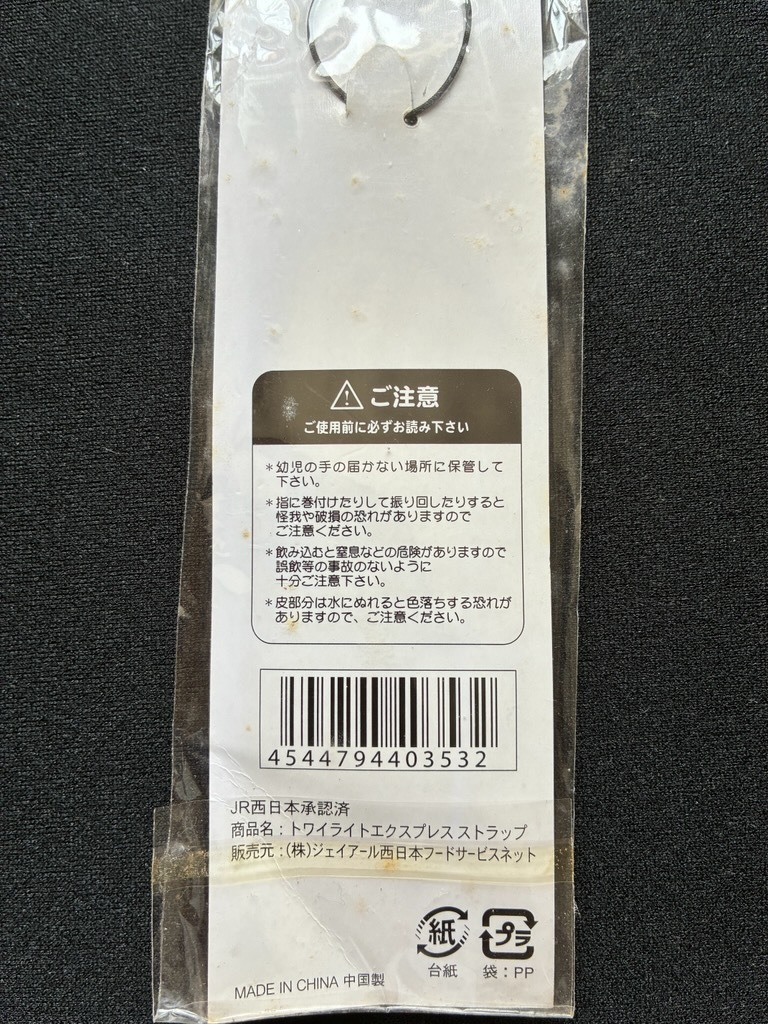 ご注意
ご使用前に必ずお読み下さい
*幼児の手の届かない場所に保管して
下さい。
*指に巻付けたりして振り回したりすると
怪我や破損の恐れがありますので
ご注意ください。
*飲み込むと窒息などの危険がありますので
誤飲等の事故のないように
十分ご注意下さい。
*皮部分は水にぬれると色落ちする恐れが
ありますので、ご注意ください。
4544794403532
JR西日本承認済
商品名：トワイライトエクスプレス ストラップ
販売元：(株)ジェイアール西日本フードサービスネット
紙 プラ
台紙 袋：PP
MADE IN CHINA 中国製